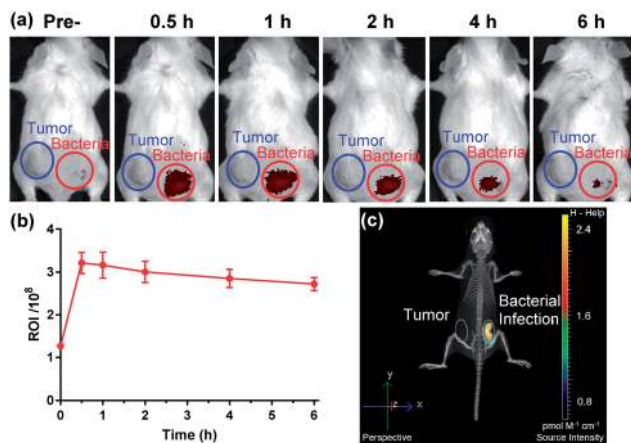 (a) Pre- 0.5 h 1 h 2 h 4 h 6 h
Tumor Tumor Tumor Tumor Tumor Tumor
Bacteria Bacteria Bacteria Bacteria Bacteria Bacteria
(b)
ROI /10⁸
4
3
2
1
0
0 1 2 3 4 5 6
Time (h)
(c)
H - Help
2.4
Tumor
Bacterial
Infection
1.6
y
z x
0.8
pmol M⁻¹ cm⁻¹
Perspective
Source Intensity